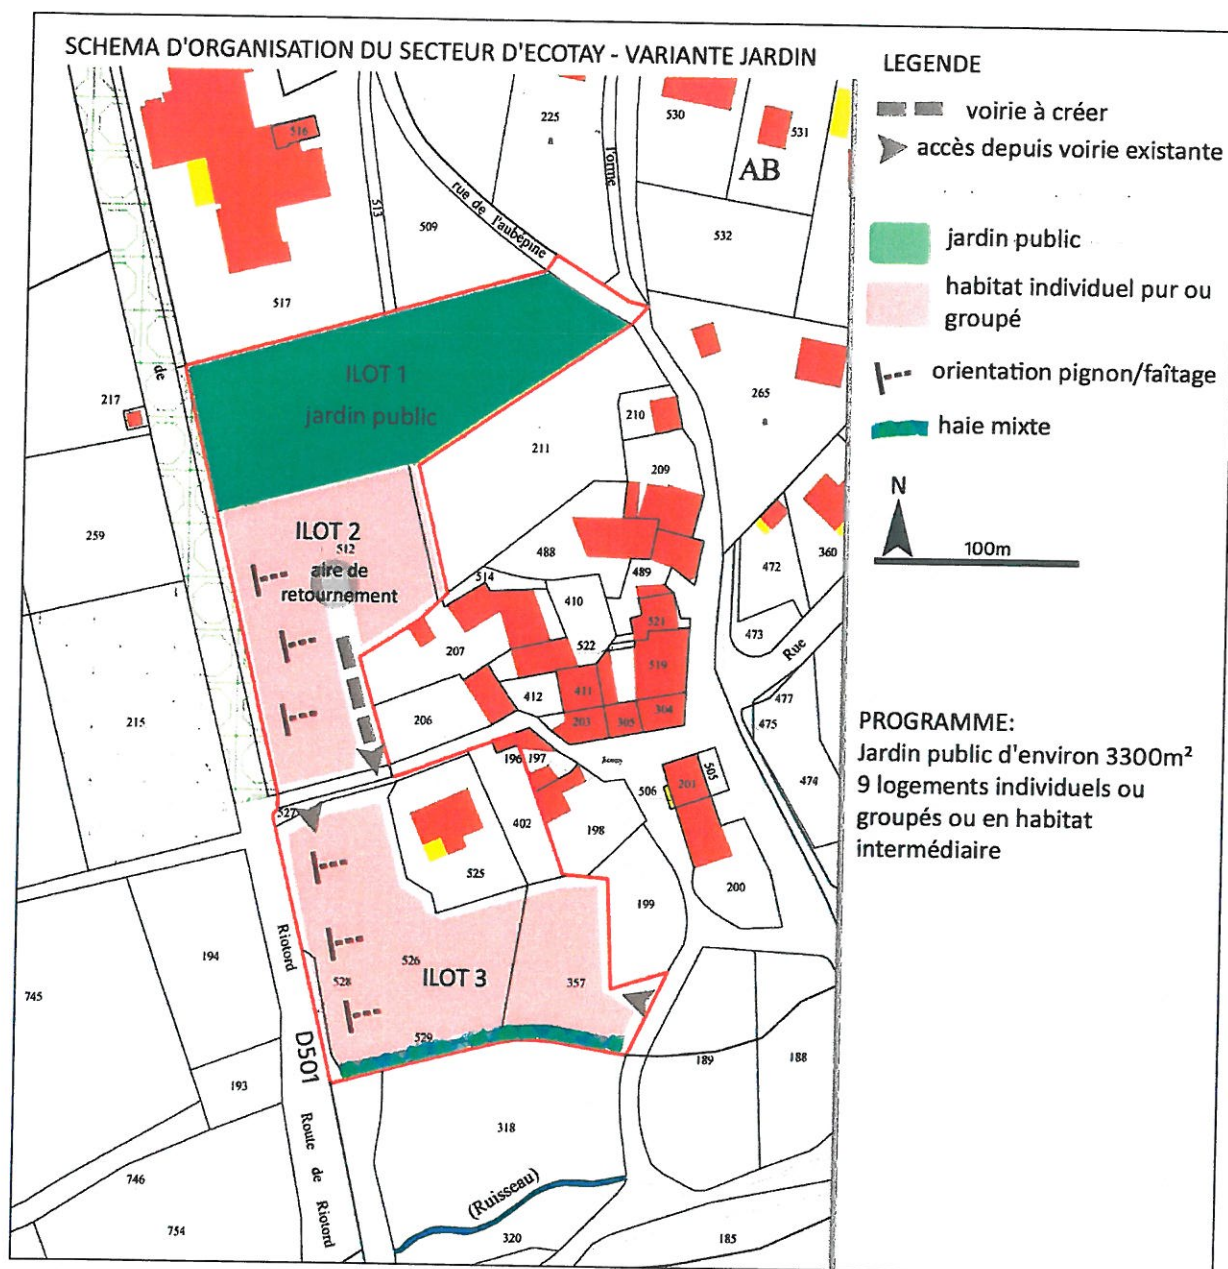 SCHEMA D'ORGANISATION DU SECTEUR D'ECOTAY - VARIANTE JARDIN
LEGENDE
voirie à créer
accès depuis voirie existante
jardin public
habitat individuel pur ou
groupé
orientation pignon/faîtage
haie mixte
N
100m
PROGRAMME:
Jardin public d'environ 3300m²
9 logements individuels ou
groupés ou en habitat
intermédiaire
516
225
a
530
531
AB
l'orme
rue de l'aubépine
513
509
532
517
de
217
ILOT 1
jardin public
265
a
210
211
209
259
ILOT 2
512
aire de
retournement
488
489
472
360
514
410
521
473
207
522
Rue
519
215
412
411
477
206
203
305
304
475
196
197
474
527
506
201
505
402
198
525
200
199
194
Riotord
526
ILOT 3
357
745
528
529
D501
193
189
188
318
Route de Riotord
746
(Ruisseau)
754
320
185